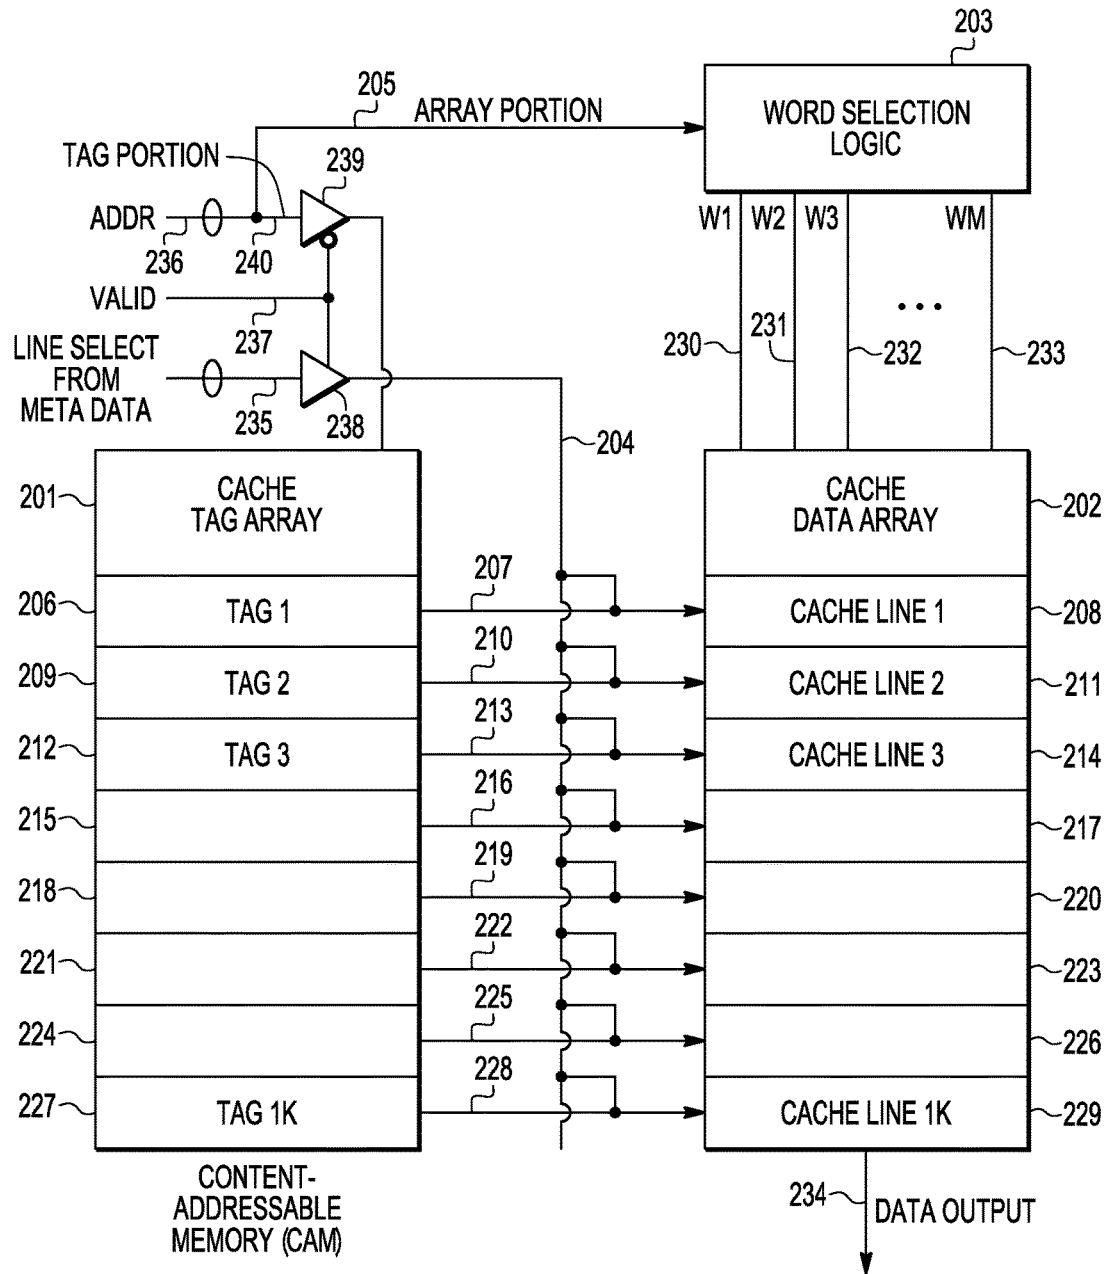 203
205
ARRAY PORTION
WORD SELECTION
LOGIC
TAG PORTION
239
ADDR
236
240
W1
W2
W3
WM
VALID
237
...
LINE SELECT
FROM
META DATA
235
238
230
231
232
233
204
201
CACHE
TAG ARRAY
CACHE
DATA ARRAY
202
206
TAG 1
207
CACHE LINE 1
208
209
TAG 2
210
CACHE LINE 2
211
212
TAG 3
213
CACHE LINE 3
214
215
216
217
218
219
220
221
222
223
224
225
226
227
TAG 1K
228
CACHE LINE 1K
229
CONTENT-
ADDRESSABLE
MEMORY (CAM)
234
DATA OUTPUT